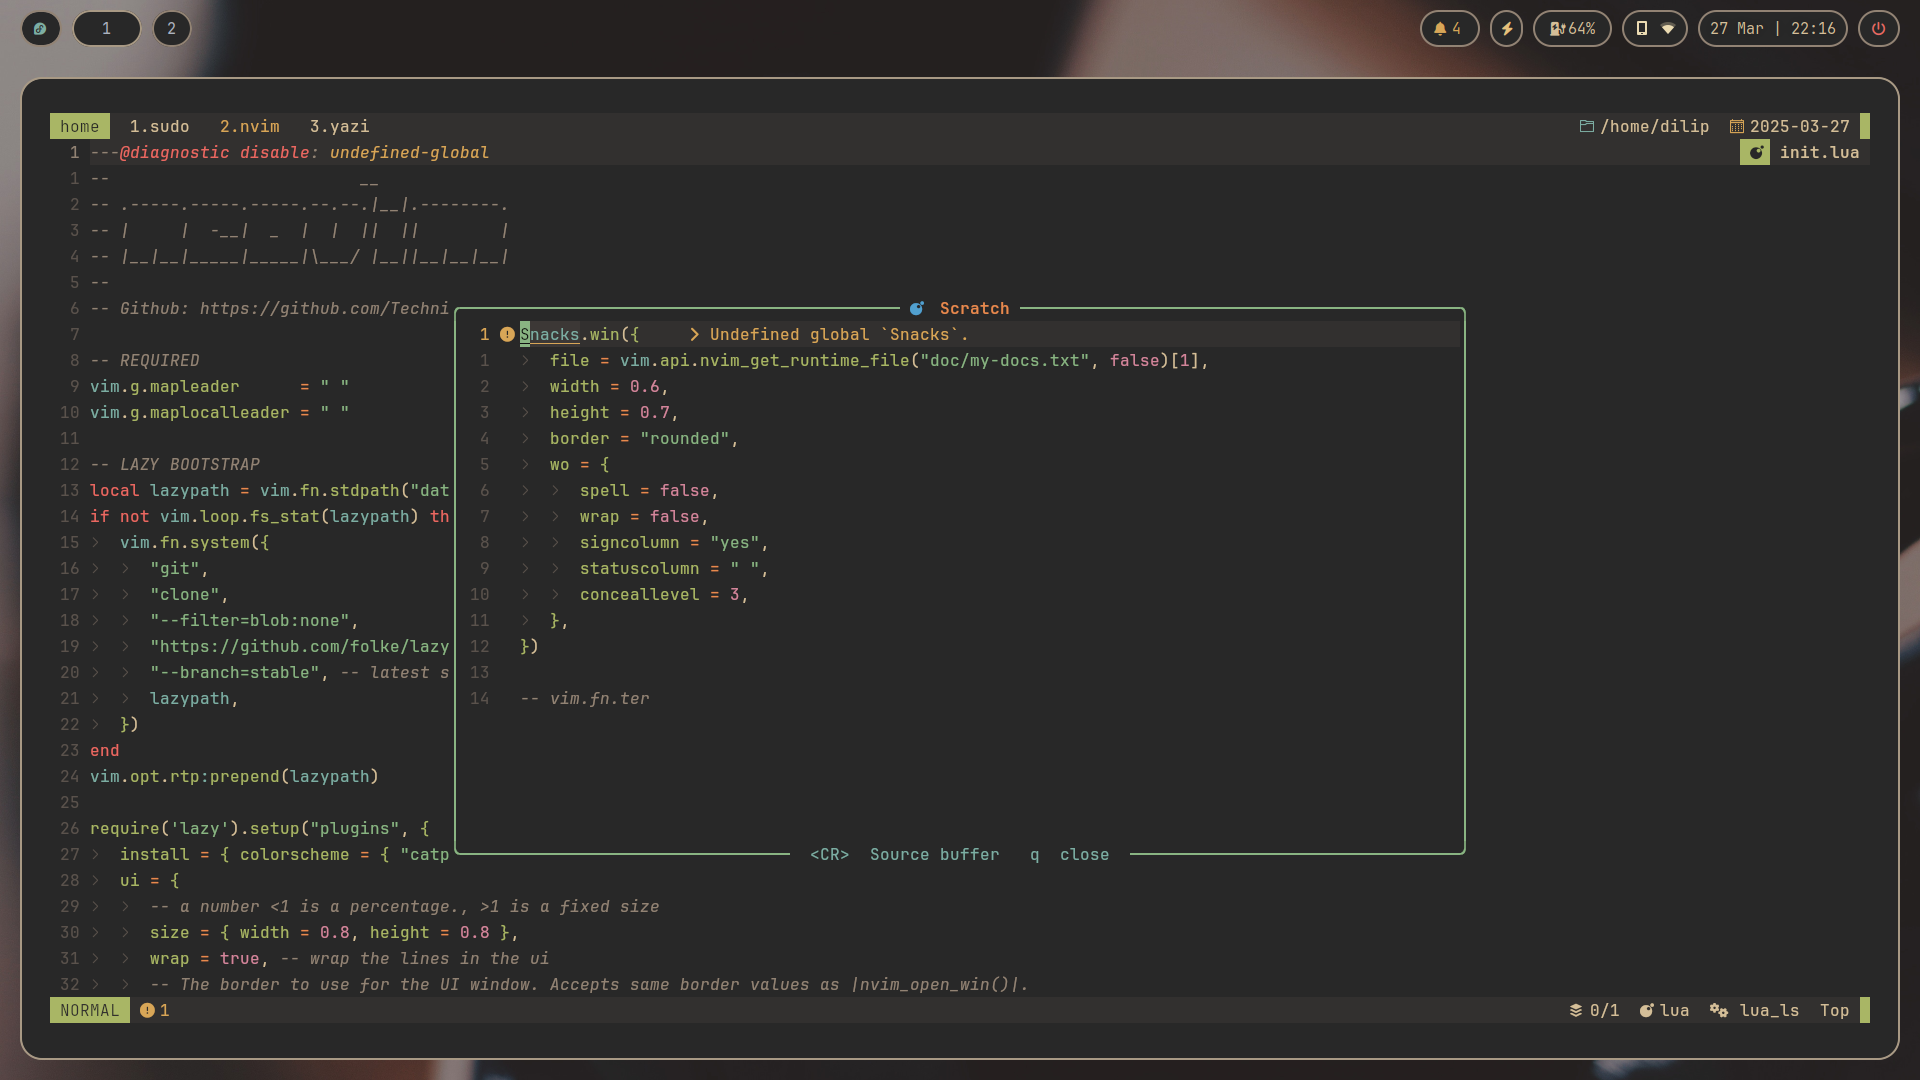 1 2 4 64% 27 Mar | 22:16
home 1.sudo 2.nvim 3.yazi /home/dilip 2025-03-27
1 ---@diagnostic disable: undefined-global init.lua
1 -- __
2 -- .-----.-----.-----.--.--.|__|.--------.
3 -- |     |  -__|  _  |  |  ||  ||        |
4 -- |__|__|_____|_____|\___/ |__||__|__|__|
5 --
6 -- Github: https://github.com/Techni
7
8 -- REQUIRED
9 vim.g.mapleader      = " "
10 vim.g.maplocalleader = " "
11
12 -- LAZY BOOTSTRAP
13 local lazypath = vim.fn.stdpath("dat
14 if not vim.loop.fs_stat(lazypath) th
15 > vim.fn.system({
16 > > "git",
17 > > "clone",
18 > > "--filter=blob:none",
19 > > "https://github.com/folke/lazy
20 > > "--branch=stable", -- latest s
21 > > lazypath,
22 > })
23 end
24 vim.opt.rtp:prepend(lazypath)
25
26 require('lazy').setup("plugins", {
27 > install = { colorscheme = { "catp
28 > ui = {
29 > > -- a number <1 is a percentage., >1 is a fixed size
30 > > size = { width = 0.8, height = 0.8 },
31 > > wrap = true, -- wrap the lines in the ui
32 > > -- The border to use for the UI window. Accepts same border values as |nvim_open_win()|.
Scratch
1 Snacks.win({ > Undefined global `Snacks`.
1 > file = vim.api.nvim_get_runtime_file("doc/my-docs.txt", false)[1],
2 > width = 0.6,
3 > height = 0.7,
4 > border = "rounded",
5 > wo = {
6 > > spell = false,
7 > > wrap = false,
8 > > signcolumn = "yes",
9 > > statuscolumn = " ",
10 > > conceallevel = 3,
11 > },
12 })
13
14 -- vim.fn.ter
<CR> Source buffer q close
NORMAL 1 0/1 lua lua_ls Top